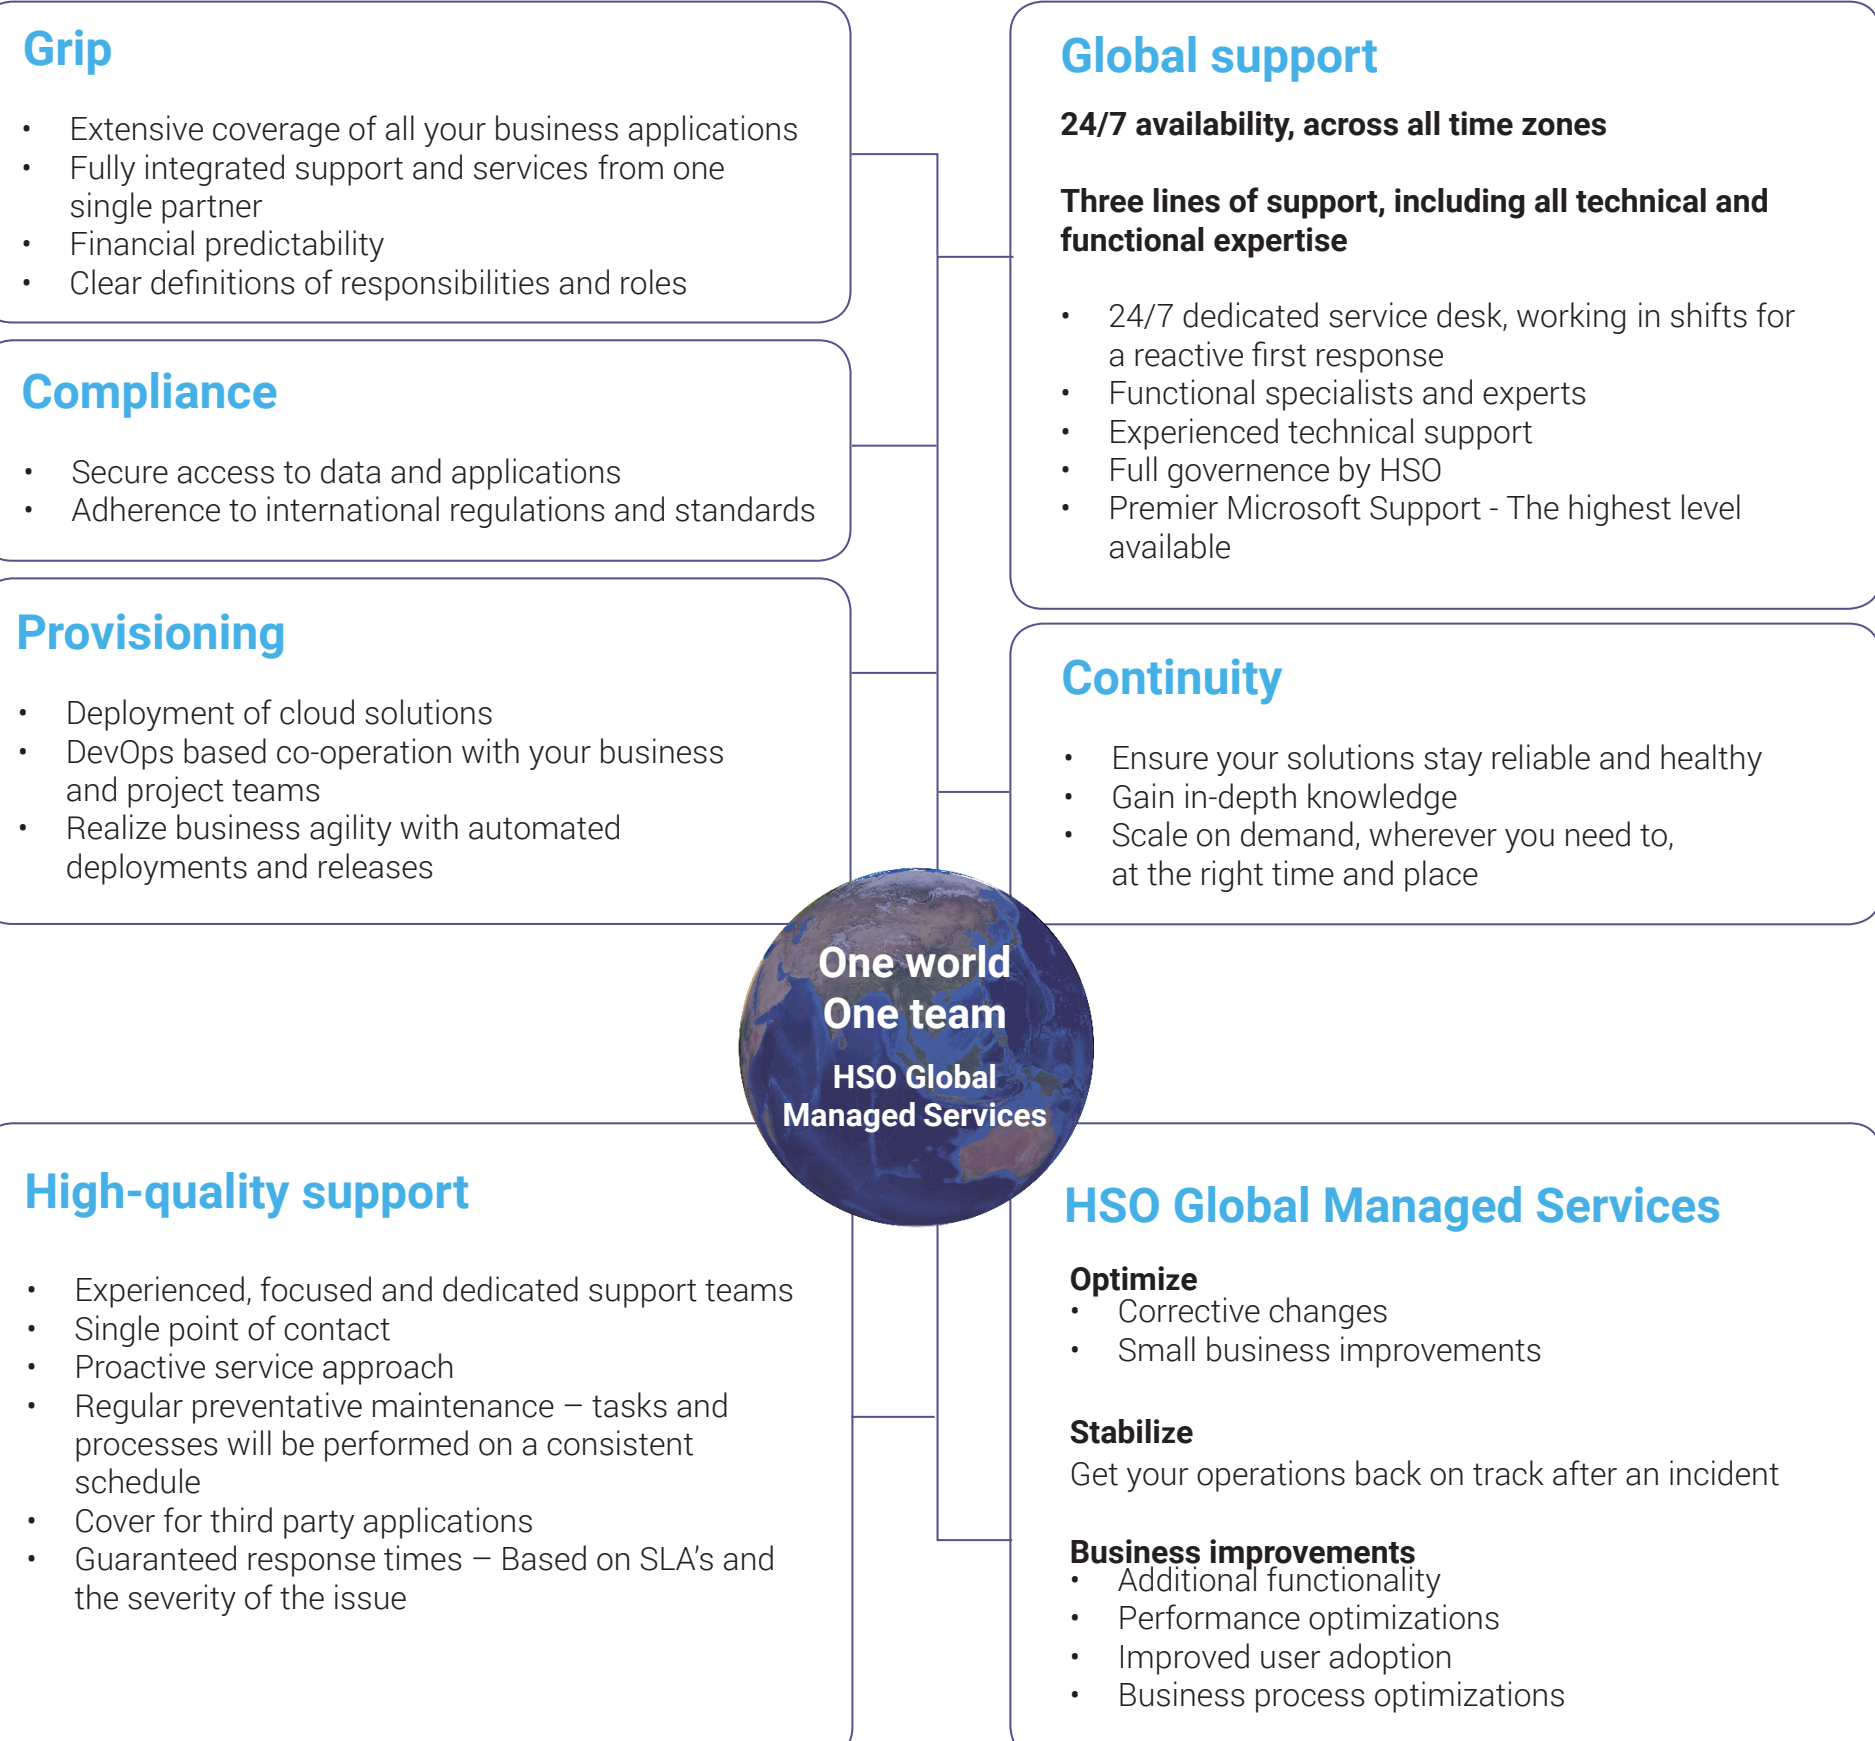 Grip
• Extensive coverage of all your business applications
• Fully integrated support and services from one
single partner
• Financial predictability
• Clear definitions of responsibilities and roles
Compliance
• Secure access to data and applications
• Adherence to international regulations and standards
Provisioning
• Deployment of cloud solutions
• DevOps based co-operation with your business
and project teams
• Realize business agility with automated
deployments and releases
Global support
24/7 availability, across all time zones
Three lines of support, including all technical and
functional expertise
• 24/7 dedicated service desk, working in shifts for
a reactive first response
• Functional specialists and experts
• Experienced technical support
• Full governence by HSO
• Premier Microsoft Support - The highest level
available
Continuity
• Ensure your solutions stay reliable and healthy
• Gain in-depth knowledge
• Scale on demand, wherever you need to,
at the right time and place
One world
One team
HSO Global
Managed Services
High-quality support
• Experienced, focused and dedicated support teams
• Single point of contact
• Proactive service approach
• Regular preventative maintenance – tasks and
processes will be performed on a consistent
schedule
• Cover for third party applications
• Guaranteed response times – Based on SLA's and
the severity of the issue
HSO Global Managed Services
Optimize
• Corrective changes
• Small business improvements
Stabilize
Get your operations back on track after an incident
Business improvements
• Additional functionality
• Performance optimizations
• Improved user adoption
• Business process optimizations